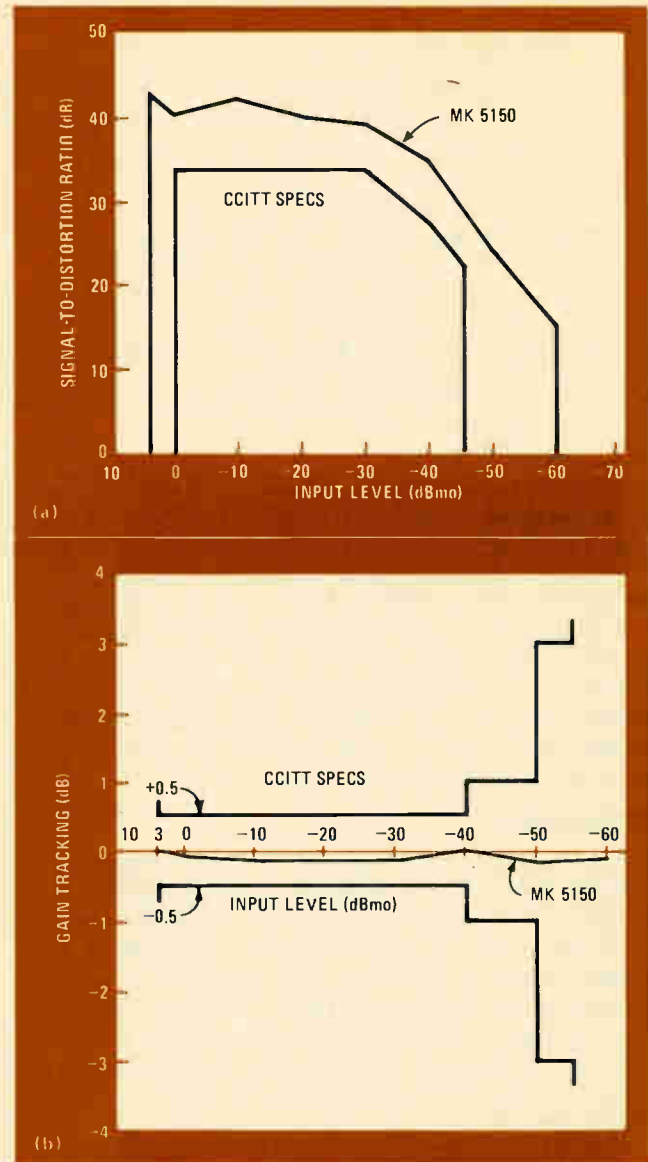 50
40
30
20
10
0
SIGNAL-TO-DISTORTION RATIO (dB)
MK 5150
CCITT SPECS
10 0 -10 -20 -30 -40 -50 -60 -70
INPUT LEVEL (dBmo)
(a)
4
3
2
1
0
-1
-2
-3
-4
GAIN TRACKING (dB)
CCITT SPECS
+0.5
10 3 0 -10 -20 -30 -40 -50 -60
-0.5
INPUT LEVEL (dBmo)
MK 5150
(b)